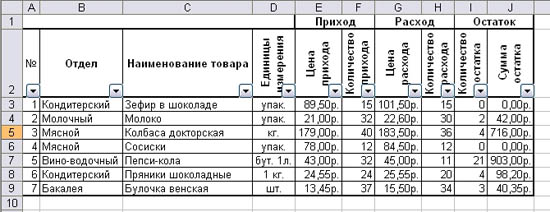 A B C D E F G H I J
1 Приход Расход Остаток
2 № Отдел Наименование товара Единицы измерения Цена прихода Количество прихода Цена расхода Количество расхода Количество остатка Сумма остатка
3 1 Кондитерский Зефир в шоколаде упак. 89,50р. 15 101,50р. 15 0 0,00р.
4 2 Молочный Молоко упак. 21,00р. 32 22,60р. 30 2 42,00р.
5 3 Мясной Колбаса докторская кг. 179,00р. 40 183,50р. 36 4 716,00р.
6 4 Мясной Сосиски упак. 78,00р. 12 84,50р. 12 0 0,00р.
7 5 Вино-водочный Пепси-кола бут. 1л. 43,00р. 32 45,00р. 11 21 903,00р.
8 6 Кондитерский Пряники шоколадные 1 кг. 24,55р. 24 25,55р. 20 4 98,20р.
9 7 Бакалея Булочка венская шт. 13,45р. 37 15,50р. 34 3 40,35р.
10